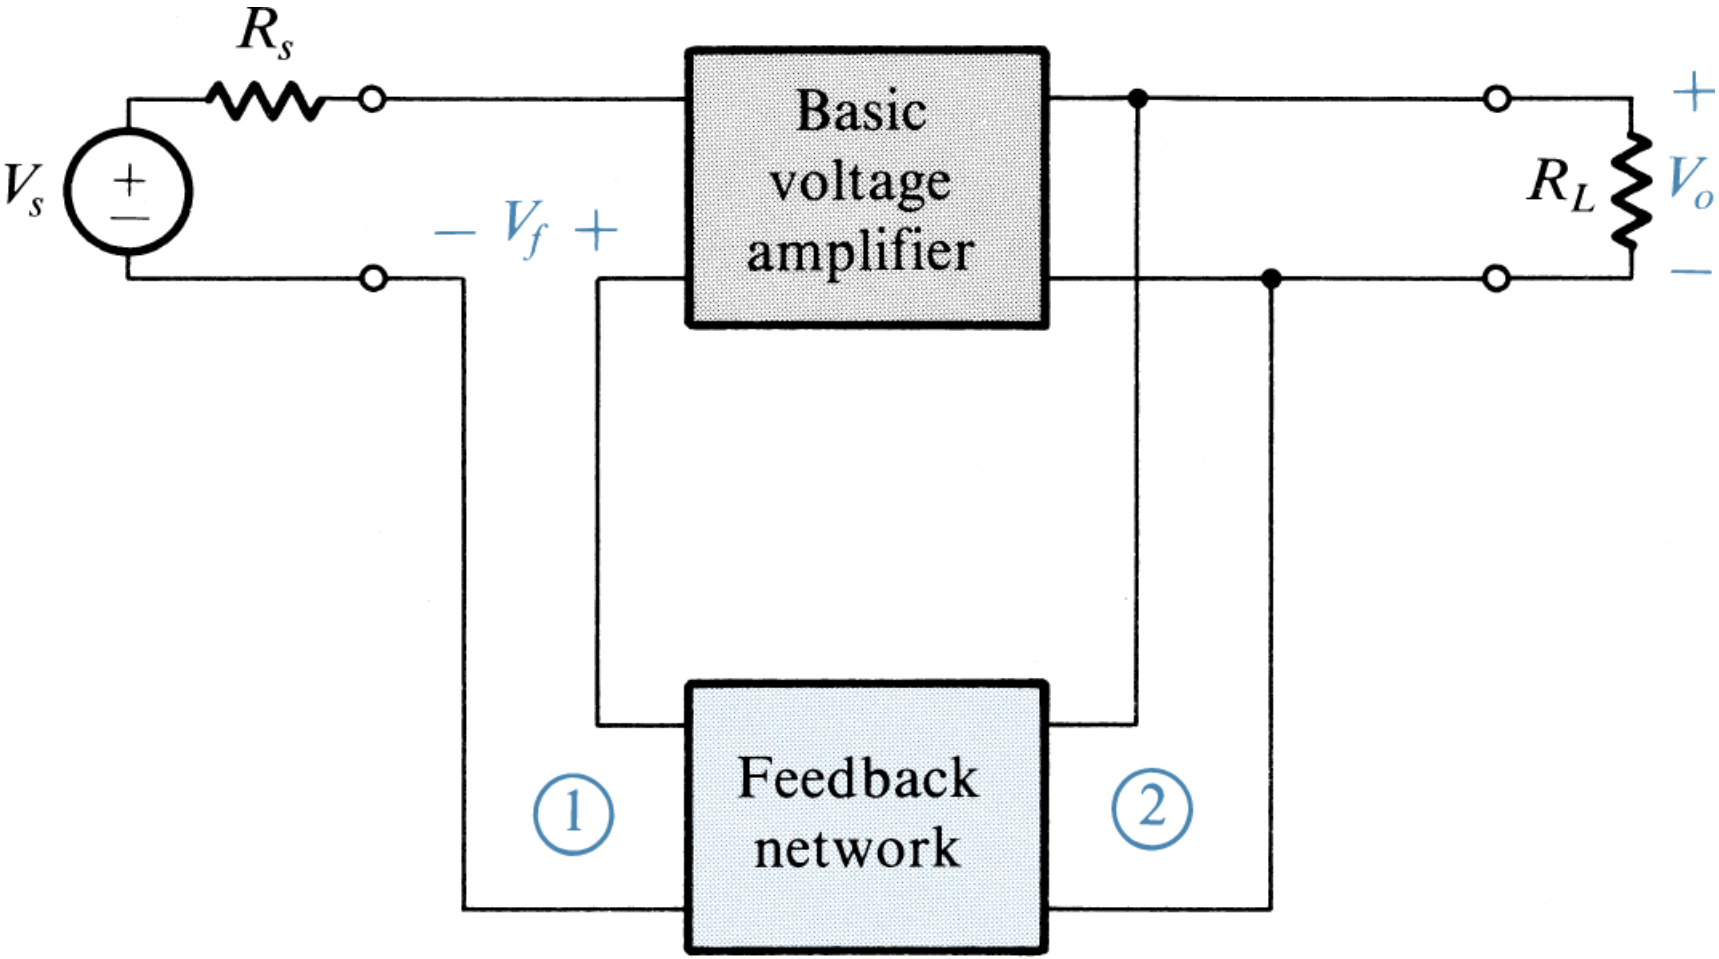 R_s
Basic
voltage
amplifier
+
V_s
+
−
− V_f +
R_L
V_o
−
Feedback
network
1
2